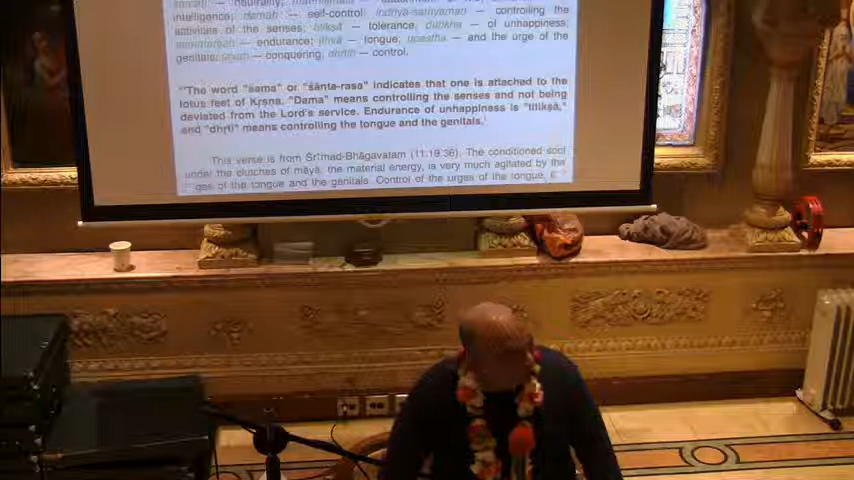 intelligence; damaḥ — self-control; indriya-saṁyamaḥ — controlling the
activities of the senses; titikṣā — tolerance; duḥkha — of unhappiness;
sammarṣaḥ — endurance; jihvā — tongue; upastha — and the urge of the
genitals; jayaḥ — conquering; dhṛtiḥ — control.
"'The word "śama" or "śānta-rasa" indicates that one is attached to the
lotus feet of Kṛṣṇa. "Dama" means controlling the senses and not being
deviated from the Lord's service. Endurance of unhappiness is "titikṣā,"
and "dhṛti" means controlling the tongue and the genitals.'
This verse is from Śrīmad-Bhāgavatam (11.19.36). The conditioned soul
under the clutches of māyā, the material energy, is very much agitated by the
urges of the tongue and the genitals. Control of the urges of the tongue,